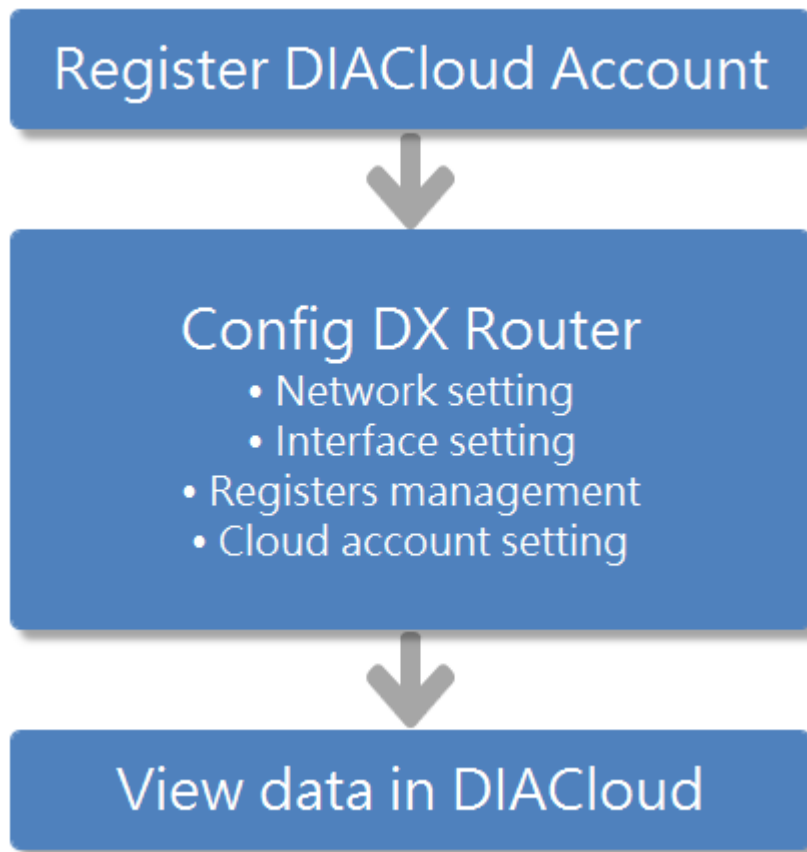 Register DIACloud Account
Config DX Router
• Network setting
• Interface setting
• Registers management
• Cloud account setting
View data in DIACloud